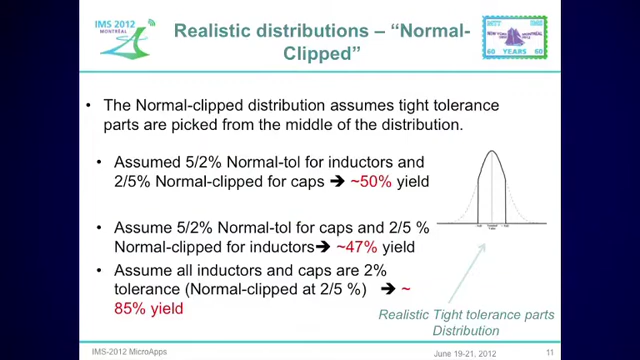 IMS 2012
MONTRÉAL
Realistic distributions – “Normal-
Clipped”
60 YEARS 60
• The Normal-clipped distribution assumes tight tolerance
parts are picked from the middle of the distribution.
• Assumed 5/2% Normal-tol for inductors and
2/5% Normal-clipped for caps ➔ ~50% yield
• Assume 5/2% Normal-tol for caps and 2/5 %
Normal-clipped for inductors➔ ~47% yield
• Assume all inductors and caps are 2%
tolerance (Normal-clipped at 2/5 %) ➔ ~
85% yield
Realistic Tight tolerance parts
Distribution
IMS-2012 MicroApps
June 19-21, 2012
11